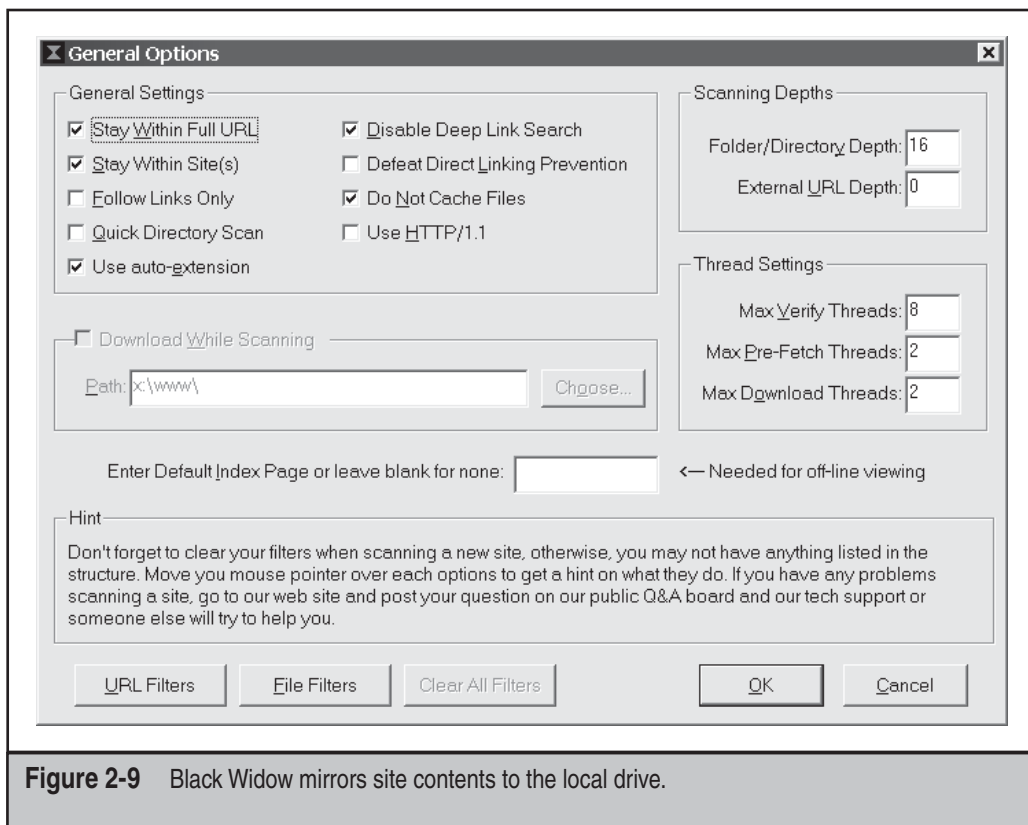 General Options
General Settings
Stay Within Full URL
Stay Within Site(s)
Follow Links Only
Quick Directory Scan
Use auto-extension
Disable Deep Link Search
Defeat Direct Linking Prevention
Do Not Cache Files
Use HTTP/1.1
Scanning Depths
Folder/Directory Depth: 16
External URL Depth: 0
Thread Settings
Max Verify Threads: 8
Max Pre-Fetch Threads: 2
Max Download Threads: 2
Download While Scanning
Path: x:\www\
Choose...
Enter Default Index Page or leave blank for none:
<— Needed for off-line viewing
Hint
Don't forget to clear your filters when scanning a new site, otherwise, you may not have anything listed in the
structure. Move you mouse pointer over each options to get a hint on what they do. If you have any problems
scanning a site, go to our web site and post your question on our public Q&A board and our tech support or
someone else will try to help you.
URL Filters
File Filters
Clear All Filters
OK
Cancel
Figure 2-9 Black Widow mirrors site contents to the local drive.